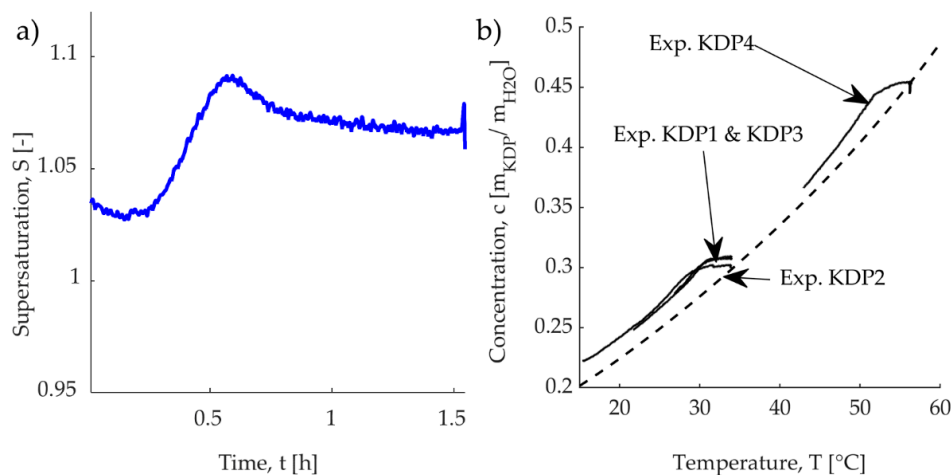 a)
Supersaturation, S [-]
1.1
1.05
1
0.95
0.5
1
1.5
Time, t [h]
b)
Concentration, c [m_KDP/ m_H2O]
0.5
0.45
0.4
0.35
0.3
0.25
0.2
20
30
40
50
60
Temperature, T [°C]
Exp. KDP4
Exp. KDP1 & KDP3
Exp. KDP2